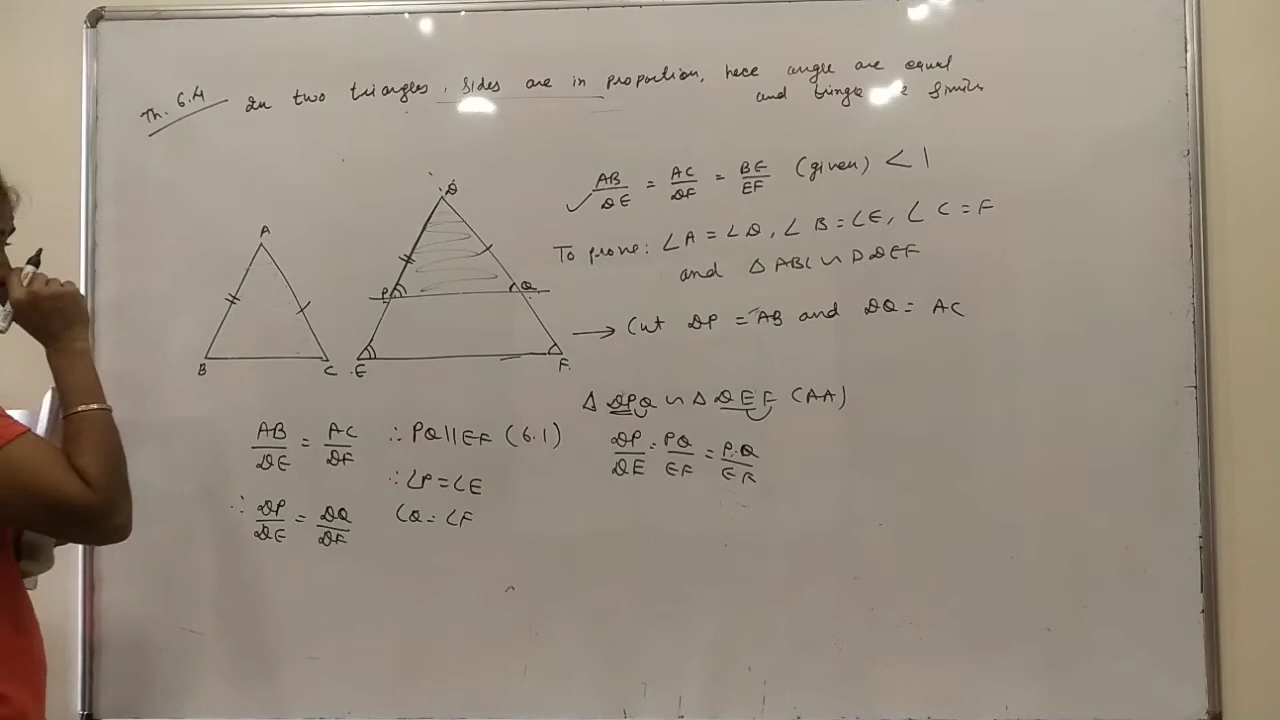 Th. 6.4 In two triangles, sides are in proportion, hece angle are equal
and
A
B
C
D
P
Q
E
F
AB/DE = AC/DF = BE/EF (given) < 1
To prove: ∠A = ∠D, ∠B = ∠E, ∠C = F
and Δ ABC ∽ Δ DEF
→ Cut DP = AB and DQ = AC
Δ DPQ ∽ Δ DEF (AA)
AB/DE = AC/DF ∴ PQ||EF (6.1)
DP/DE = PQ/EF = P.Q/EF
∴ ∠P = ∠E
∴ DP/DE = DQ/DF ∠Q = ∠F